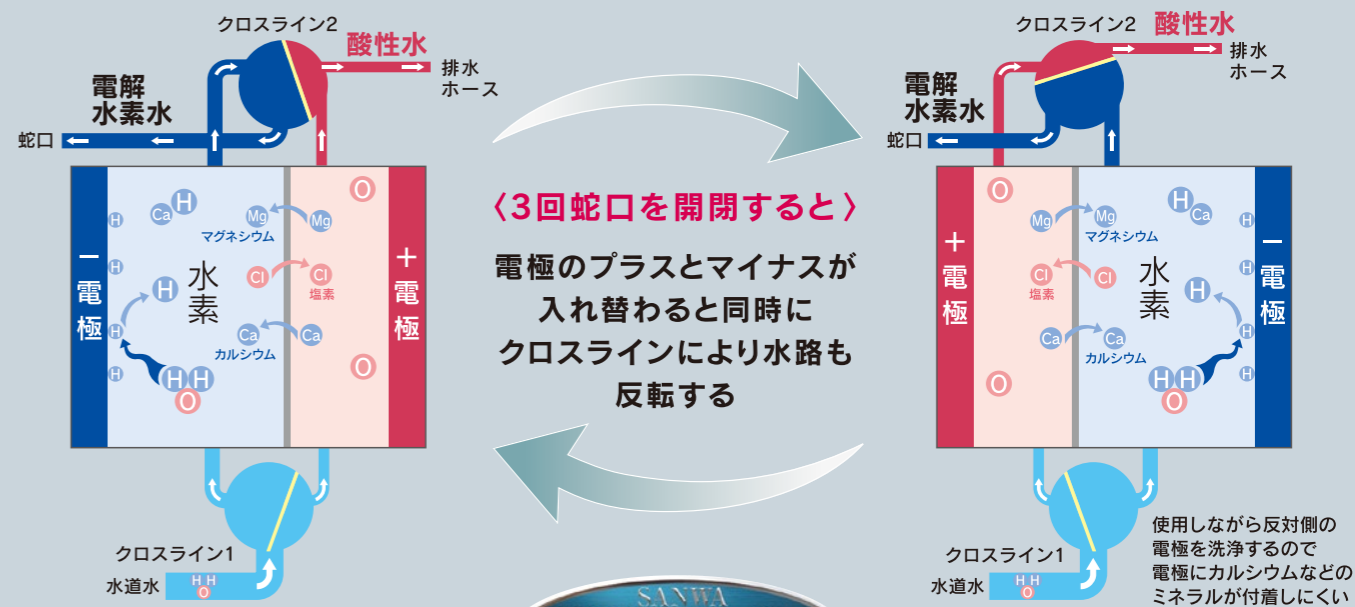 クロスライン2
酸性水
排水
ホース
電解
水素水
蛇口
H
Ca
H
H
H
H
H
Mg
Mg
マグネシウム
水素
Cl
Cl
塩素
Ca
Ca
カルシウム
H H
O
O
O
－電極
＋電極
クロスライン1
水道水
H H
O
〈3回蛇口を開閉すると〉
電極のプラスとマイナスが
入れ替わると同時に
クロスラインにより水路も
反転する
クロスライン2
酸性水
排水
ホース
電解
水素水
蛇口
＋電極
－電極
O
O
Mg
Mg
マグネシウム
Cl
Cl
塩素
Ca
Ca
カルシウム
水素
H
Ca
H
H
H
H
H
H H
O
クロスライン1
水道水
H H
O
使用しながら反対側の
電極を洗浄するので
電極にカルシウムなどの
ミネラルが付着しにくい
SANWA